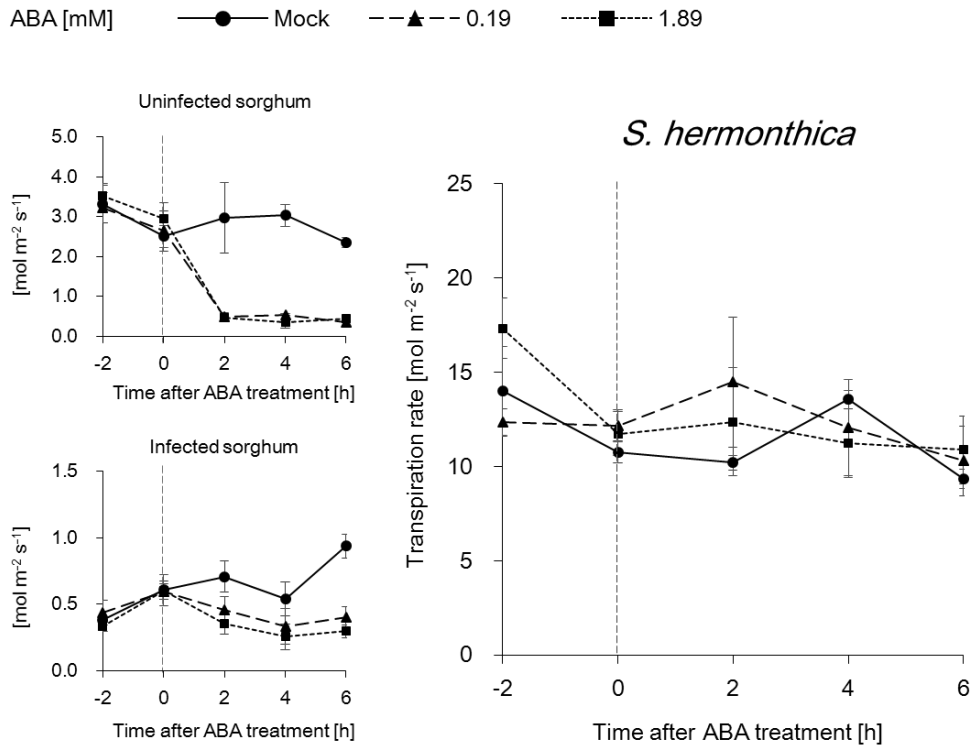 ABA [mM] Mock 0.19 1.89
Uninfected sorghum
5.0
4.0
3.0
2.0
1.0
0.0
[mol m-2 s-1]
-2 0 2 4 6
Time after ABA treatment [h]
Infected sorghum
1.5
1.0
0.5
0.0
[mol m-2 s-1]
-2 0 2 4 6
Time after ABA treatment [h]
S. hermonthica
25
20
15
10
5
0
Transpiration rate [mol m-2 s-1]
-2 0 2 4 6
Time after ABA treatment [h]